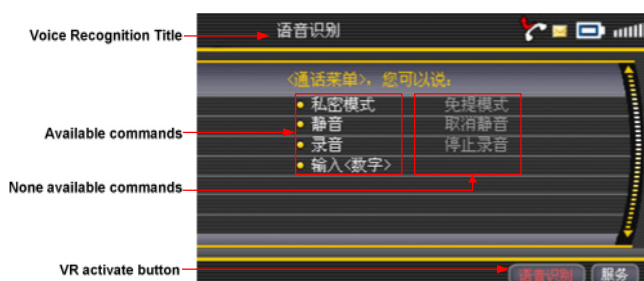 Voice Recognition Title
语音识别
<通话菜单>，您可以说：
私密模式 免提模式
Available commands
静音 取消静音
录音 停止录音
输入<数字>
None available commands
VR activate button
语音识别 服务